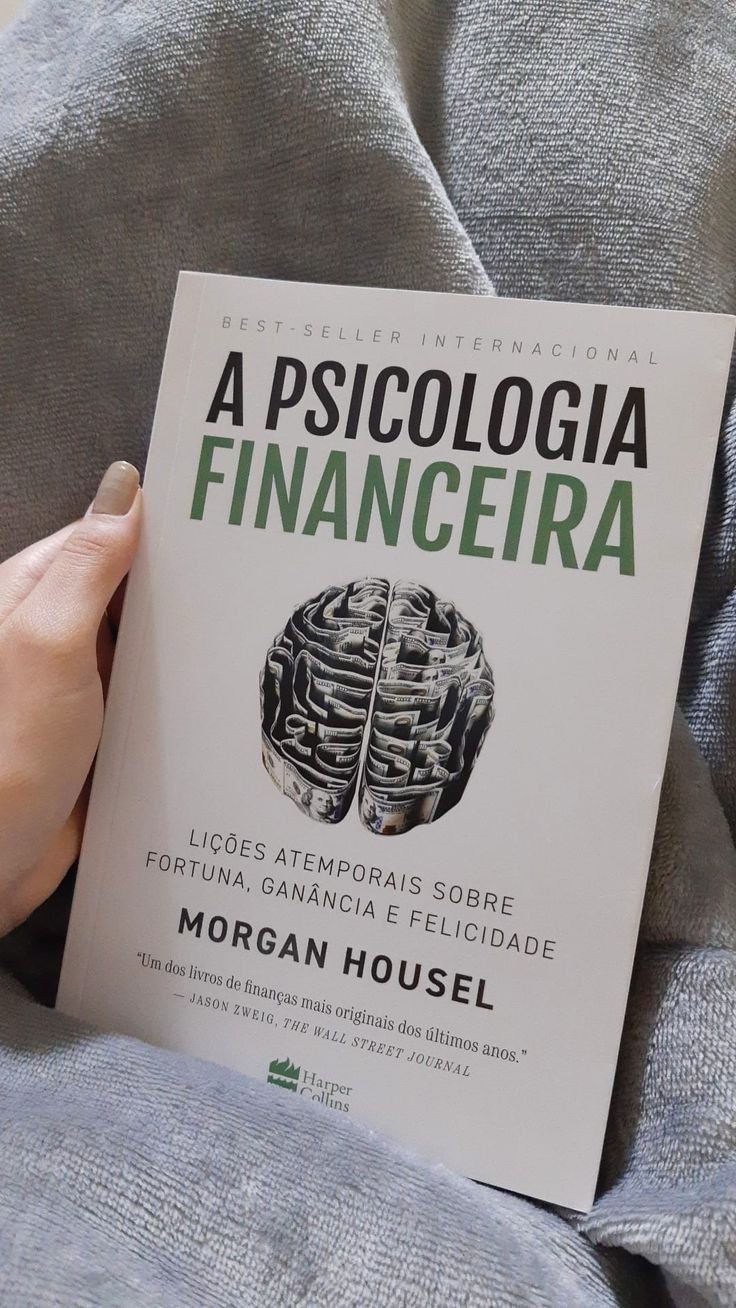 BEST-SELLER INTERNACIONAL
A PSICOLOGIA
FINANCEIRA
LIÇÕES ATEMPORAIS SOBRE
FORTUNA, GANÂNCIA E FELICIDADE
MORGAN HOUSEL
“Um dos livros de finanças mais originais dos últimos anos.”
— JASON ZWEIG, THE WALL STREET JOURNAL
Harper
Collins